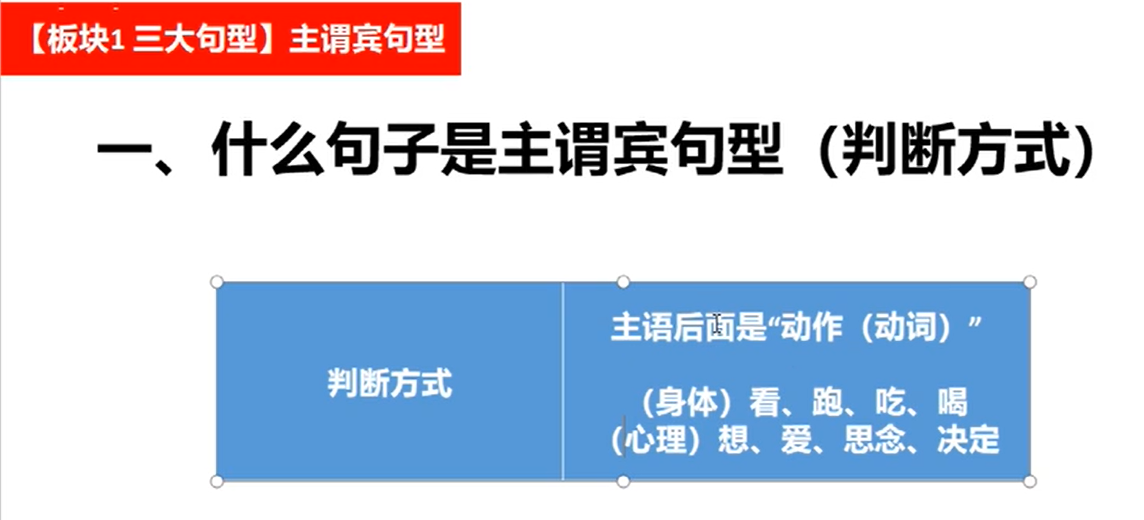 【板块1 三大句型】主谓宾句型
一、什么句子是主谓宾句型（判断方式）
判断方式
主语后面是“动作（动词）”
（身体）看、跑、吃、喝
（心理）想、爱、思念、决定